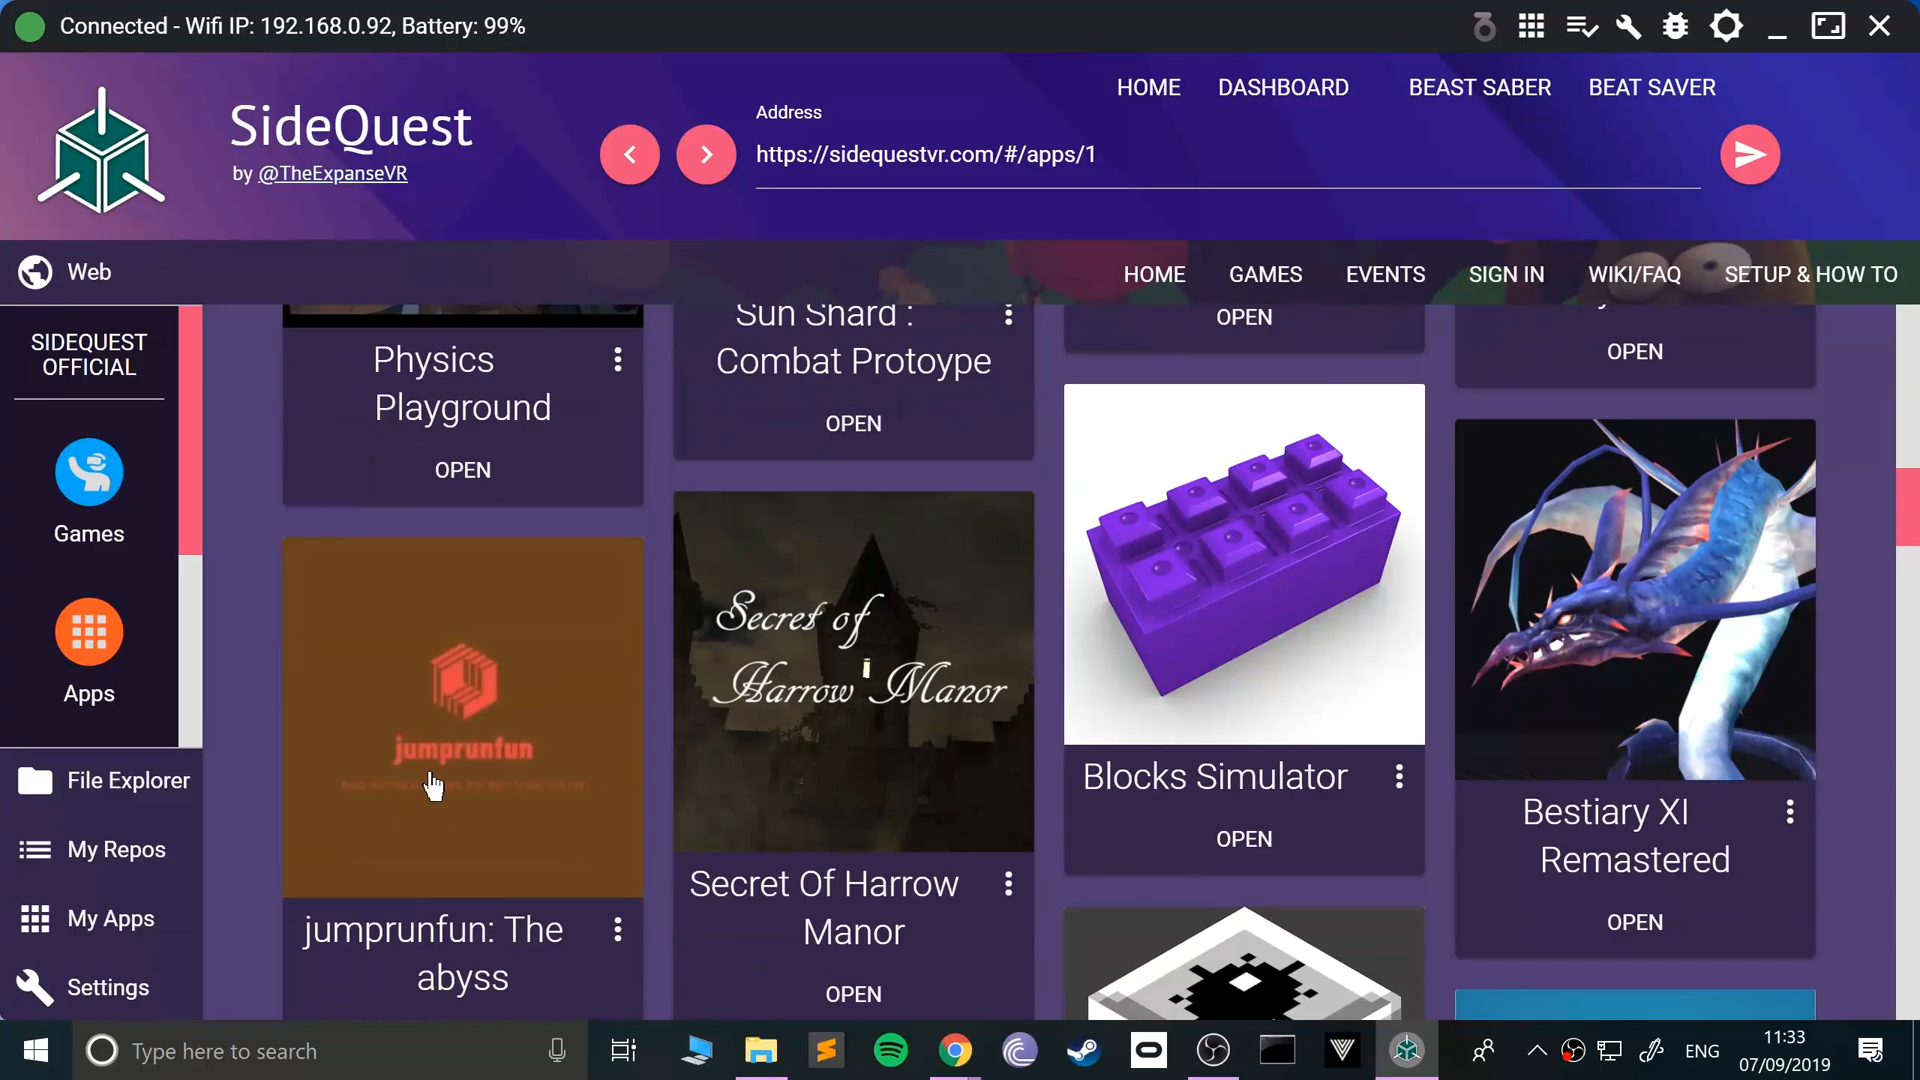 Connected - Wifi IP: 192.168.0.92, Battery: 99%
HOME
DASHBOARD
BEAST SABER
BEAT SAVER
SideQuest
by @TheExpanseVR
Address
https://sidequestvr.com/#/apps/1
Web
HOME
GAMES
EVENTS
SIGN IN
WIKI/FAQ
SETUP & HOW TO
SIDEQUEST
OFFICIAL
Games
Apps
File Explorer
My Repos
My Apps
Settings
Physics
Playground
OPEN
jumprunfun
jumprunfun: The
abyss
Sun Shard :
Combat Protoype
OPEN
Secret of
Harrow Manor
Secret Of Harrow
Manor
OPEN
OPEN
Blocks Simulator
OPEN
OPEN
Bestiary XI
Remastered
OPEN
Type here to search
ENG
11:33
07/09/2019